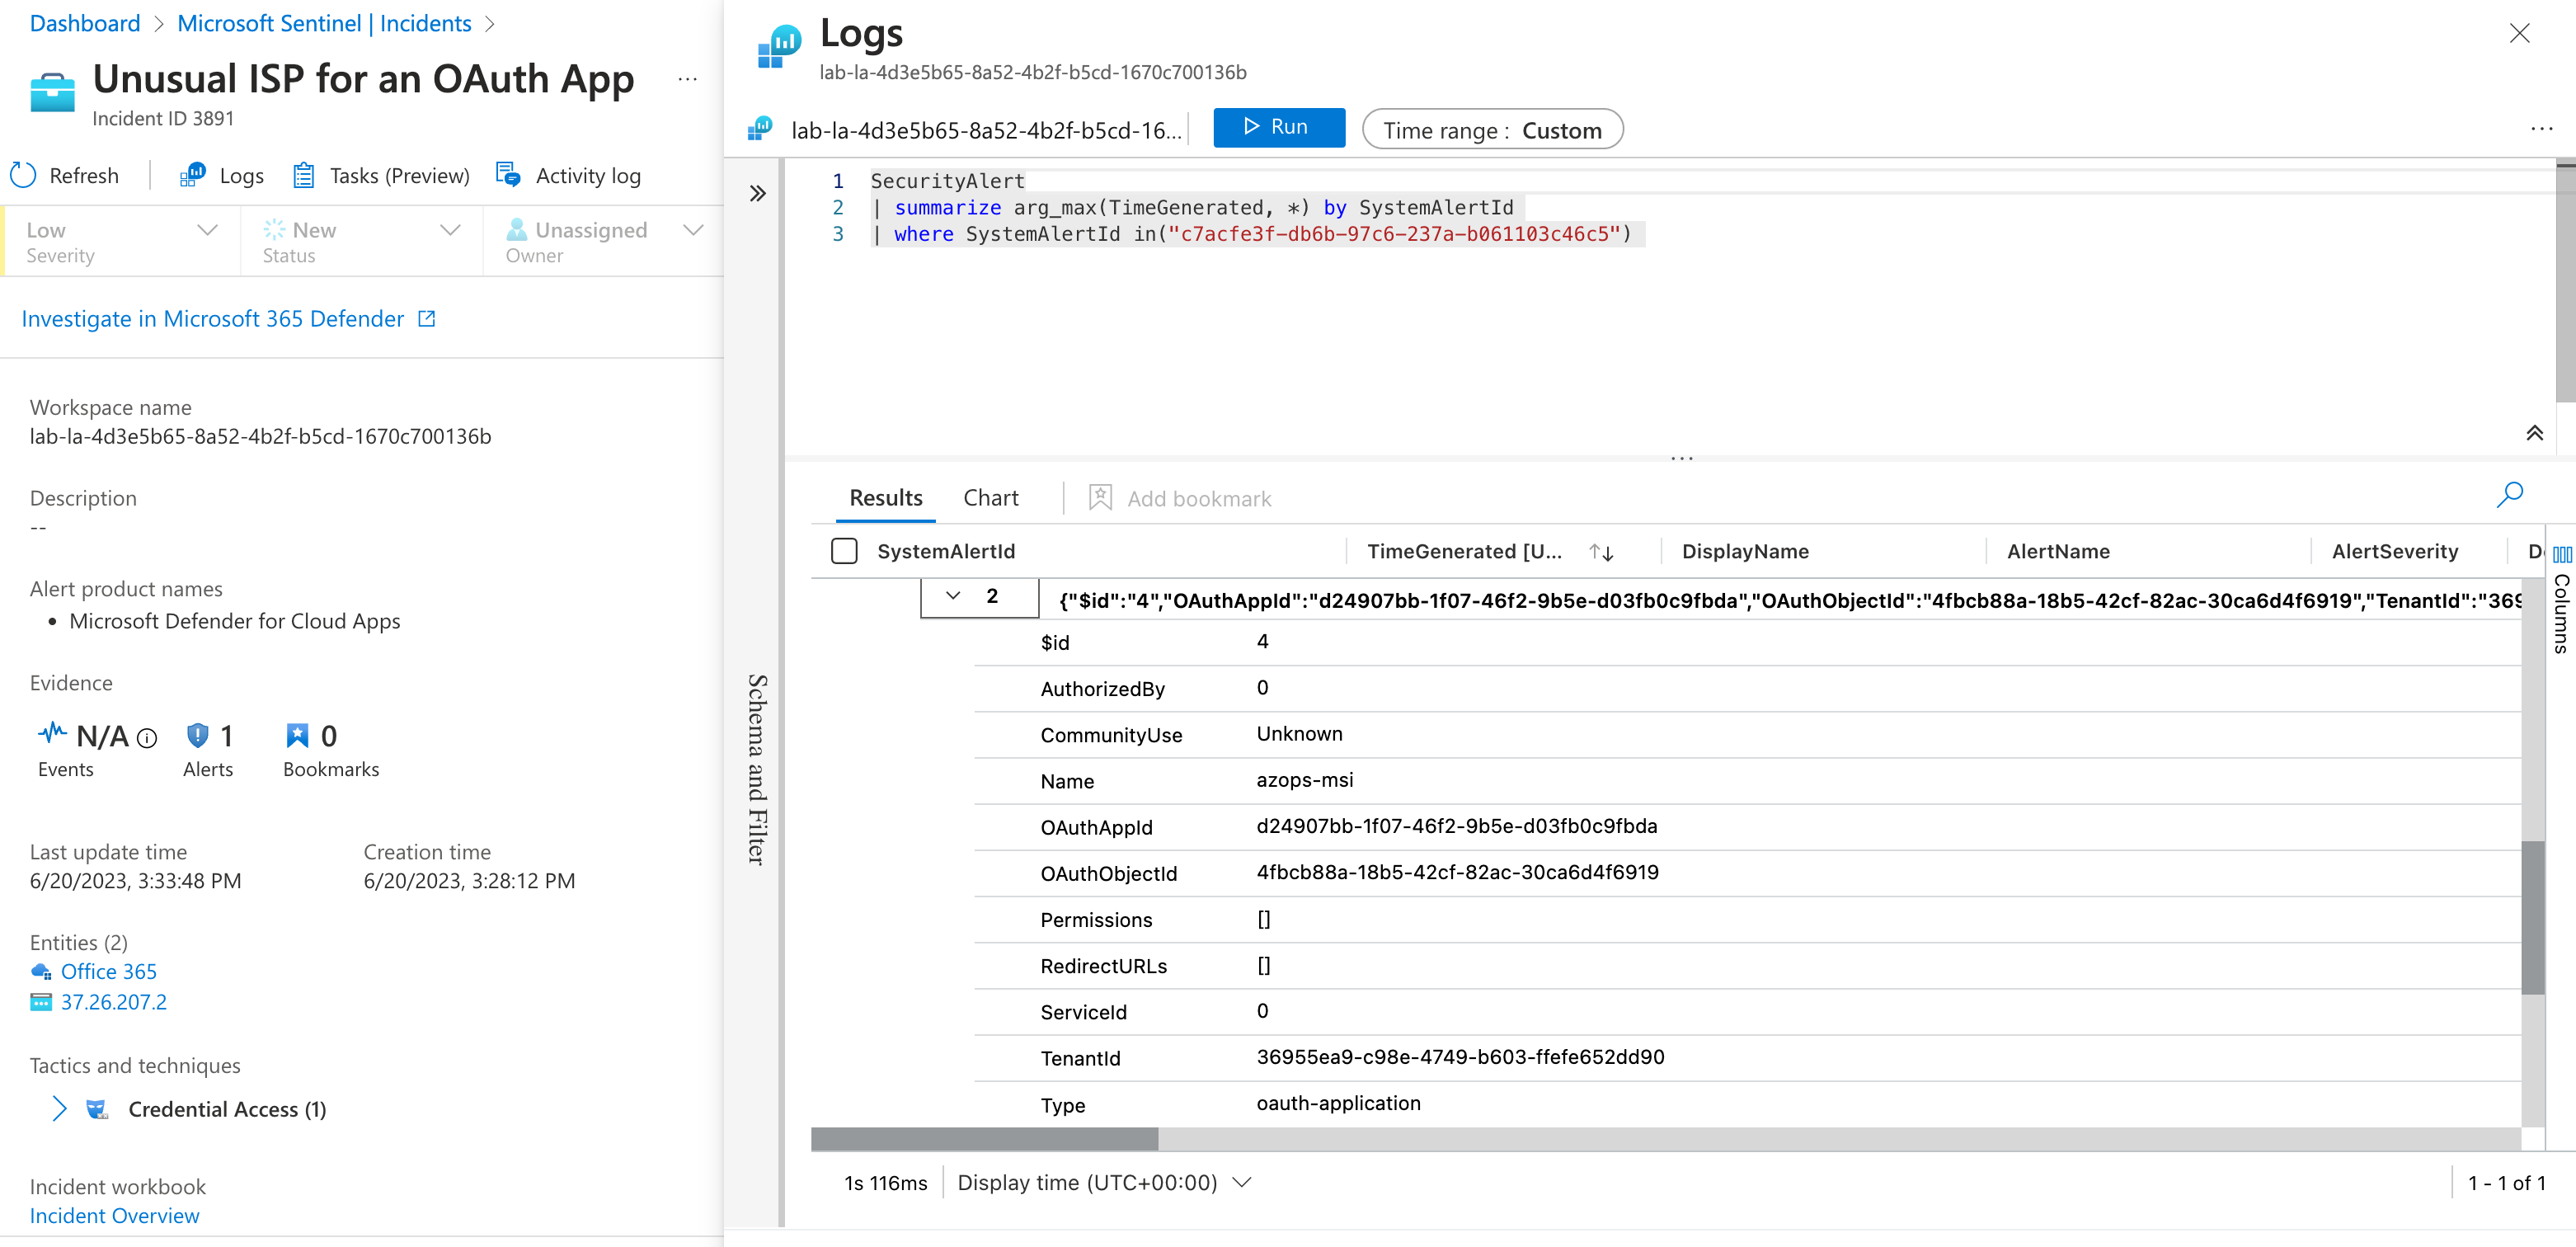 Dashboard > Microsoft Sentinel | Incidents >
Unusual ISP for an OAuth App ...
Incident ID 3891
Refresh
Logs
Tasks (Preview)
Activity log
Low
Severity
New
Status
Unassigned
Owner
Investigate in Microsoft 365 Defender
Workspace name
lab-la-4d3e5b65-8a52-4b2f-b5cd-1670c700136b
Description
--
Alert product names
• Microsoft Defender for Cloud Apps
Evidence
N/A
Events
1
Alerts
0
Bookmarks
Last update time
6/20/2023, 3:33:48 PM
Creation time
6/20/2023, 3:28:12 PM
Entities (2)
Office 365
37.26.207.2
Tactics and techniques
Credential Access (1)
Incident workbook
Incident Overview
Logs
lab-la-4d3e5b65-8a52-4b2f-b5cd-1670c700136b
lab-la-4d3e5b65-8a52-4b2f-b5cd-16...
Run
Time range : Custom
...
Schema and Filter
1 SecurityAlert
2 | summarize arg_max(TimeGenerated, *) by SystemAlertId
3 | where SystemAlertId in("c7acfe3f-db6b-97c6-237a-b061103c46c5")
...
Results
Chart
Add bookmark
SystemAlertId
TimeGenerated [U...
DisplayName
AlertName
AlertSeverity
De
Columns
2 {"$id":"4","OAuthAppId":"d24907bb-1f07-46f2-9b5e-d03fb0c9fbda","OAuthObjectId":"4fbcb88a-18b5-42cf-82ac-30ca6d4f6919","TenantId":"369
$id 4
AuthorizedBy 0
CommunityUse Unknown
Name azops-msi
OAuthAppId d24907bb-1f07-46f2-9b5e-d03fb0c9fbda
OAuthObjectId 4fbcb88a-18b5-42cf-82ac-30ca6d4f6919
Permissions []
RedirectURLs []
ServiceId 0
TenantId 36955ea9-c98e-4749-b603-ffefe652dd90
Type oauth-application
1s 116ms
Display time (UTC+00:00)
1 - 1 of 1